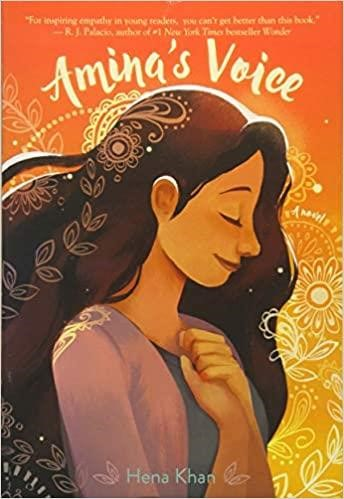 "For inspiring empathy in young readers, you can't get better than this book."
— R. J. Palacio, author of #1 New York Times bestseller Wonder
Amina's Voice
A novel
Hena Khan